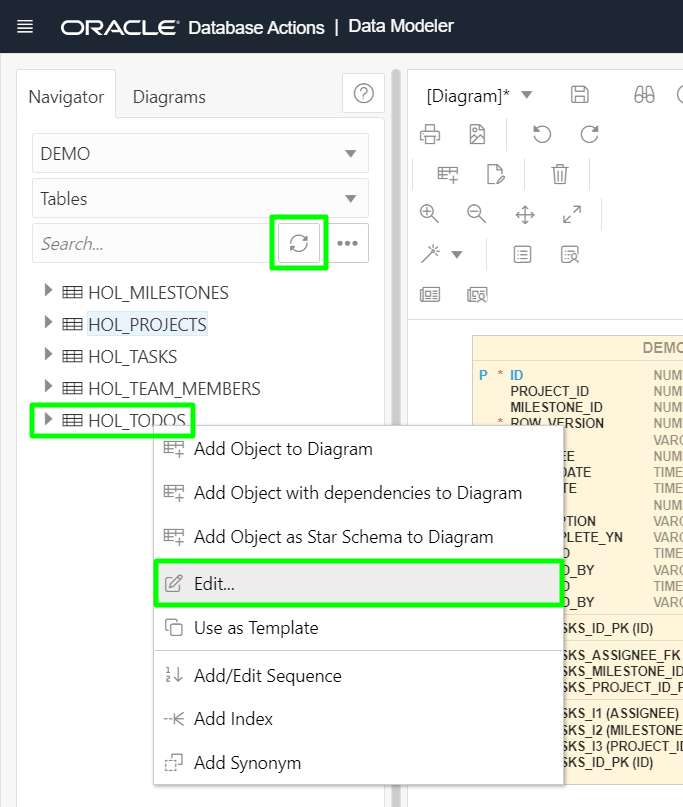 ORACLE Database Actions | Data Modeler
Navigator
Diagrams
[Diagram]*
DEMO
Tables
Search...
HOL_MILESTONES
HOL_PROJECTS
HOL_TASKS
HOL_TEAM_MEMBERS
HOL_TODOS
Add Object to Diagram
Add Object with dependencies to Diagram
Add Object as Star Schema to Diagram
Edit...
Use as Template
Add/Edit Sequence
Add Index
Add Synonym
DEMO
P * ID NUM
PROJECT_ID NUM
MILESTONE_ID NUM
* ROW_VERSION NUM
VARC
EE NUM
DATE TIME
TE TIME
NUM
PTION VARC
PLETE_YN VARC
D TIME
D_BY VARC
D TIME
D_BY VARC
SKS_ID_PK (ID)
SKS_ASSIGNEE_FK
SKS_MILESTONE_ID
SKS_PROJECT_ID_F
SKS_I1 (ASSIGNEE)
SKS_I2 (MILESTONE
SKS_I3 (PROJECT_ID
SKS_ID_PK (ID)